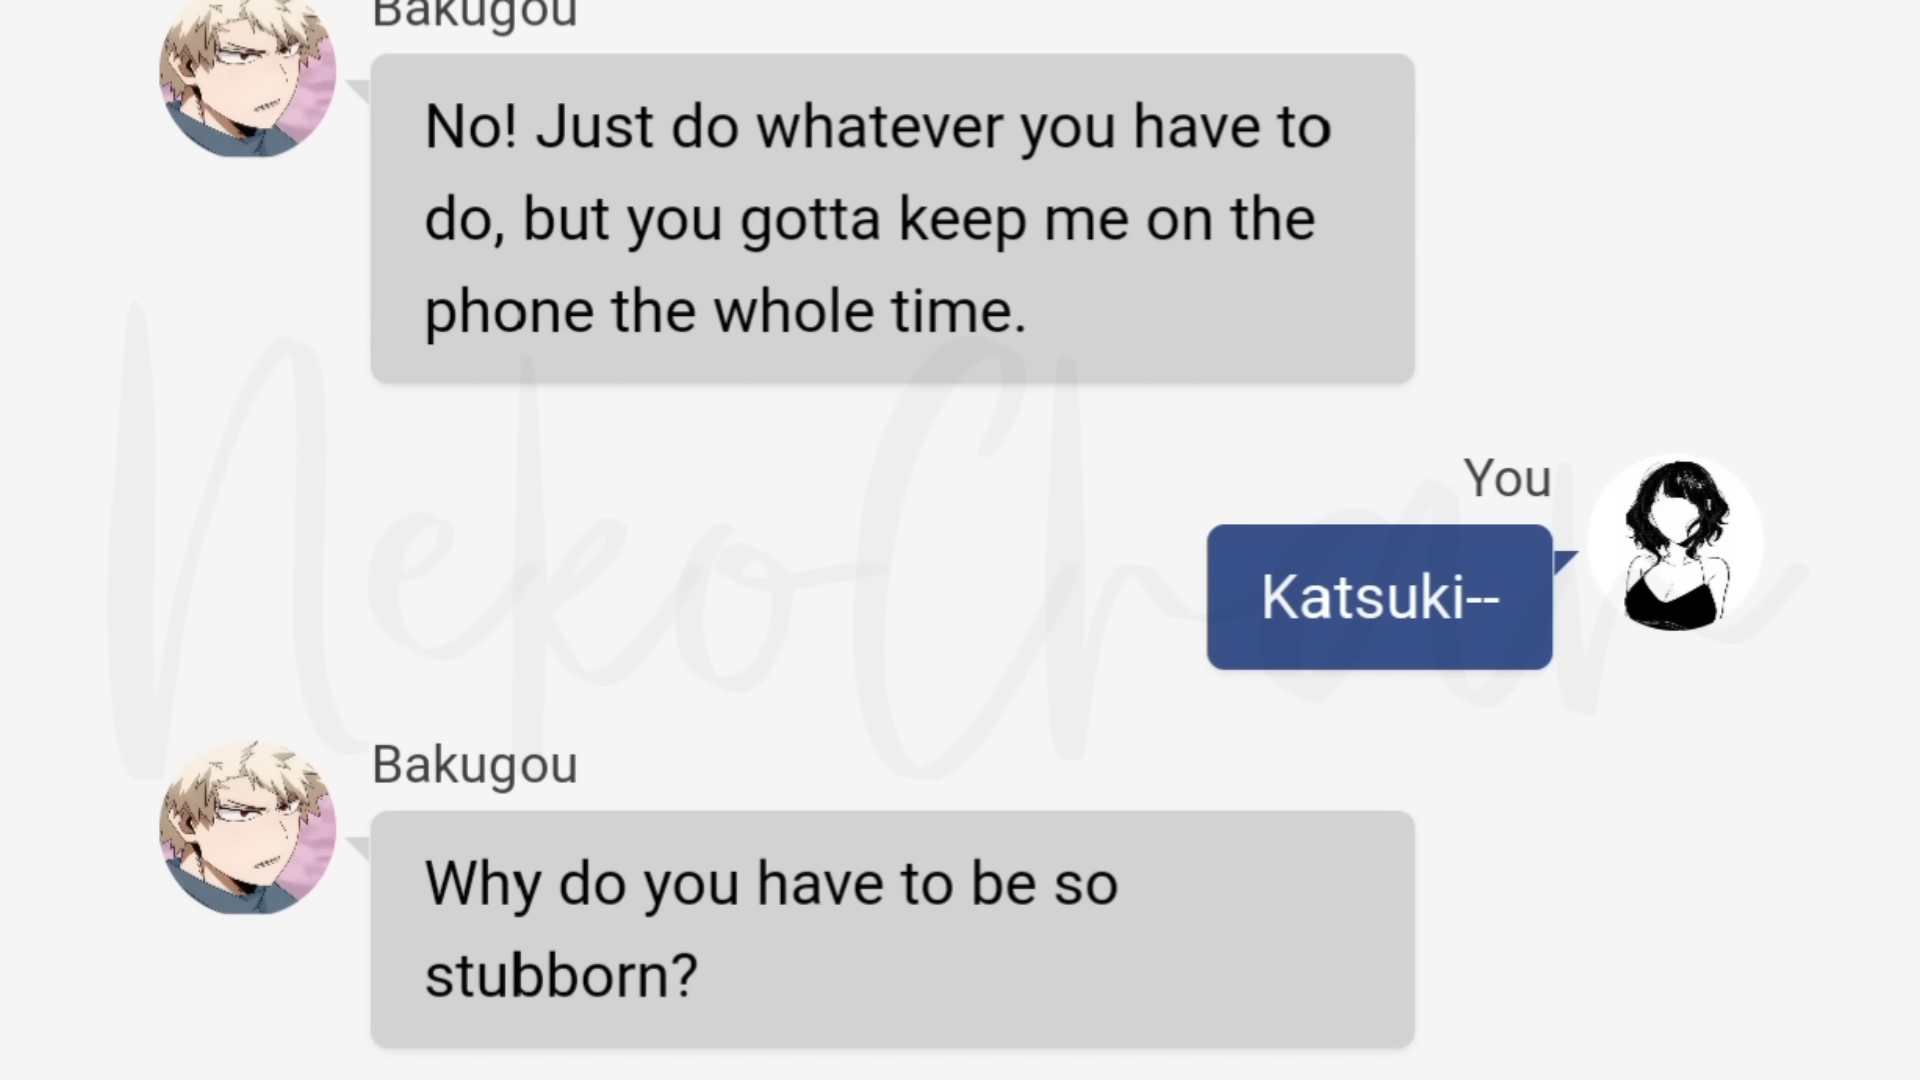 Bakugou
No! Just do whatever you have to
do, but you gotta keep me on the
phone the whole time.
You
Katsuki--
Bakugou
Why do you have to be so
stubborn?
NekoChan